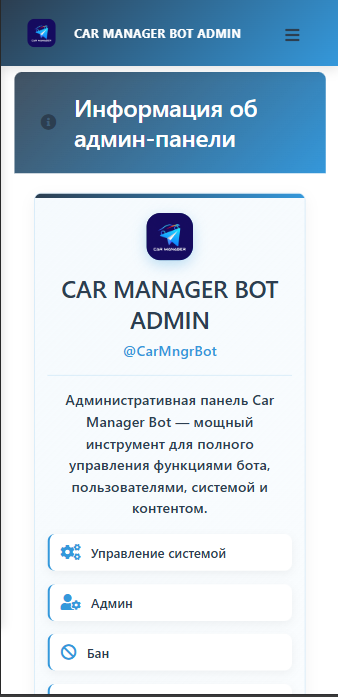 CAR MANAGER BOT ADMIN
Информация об
админ-панели
CAR MANAGER
CAR MANAGER BOT
ADMIN
@CarMngrBot
Административная панель Car
Manager Bot — мощный
инструмент для полного
управления функциями бота,
пользователями, системой и
контентом.
Управление системой
Админ
Бан